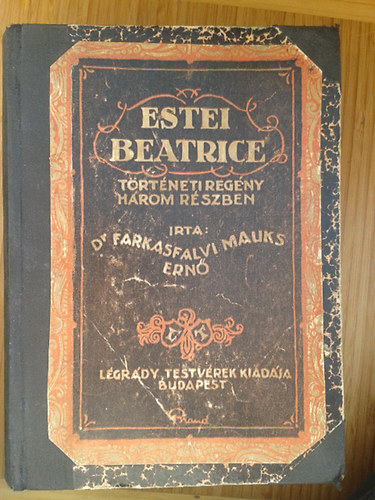 ESTEI
BEATRICE
TÖRTÉNETI REGÉNY
HÁROM RÉSZBEN
IRTA:
Dr FARKASFALVI MAUKS
ERNŐ
LÉGRÁDY TESTVÉREK KIADÁSA
BUDAPEST